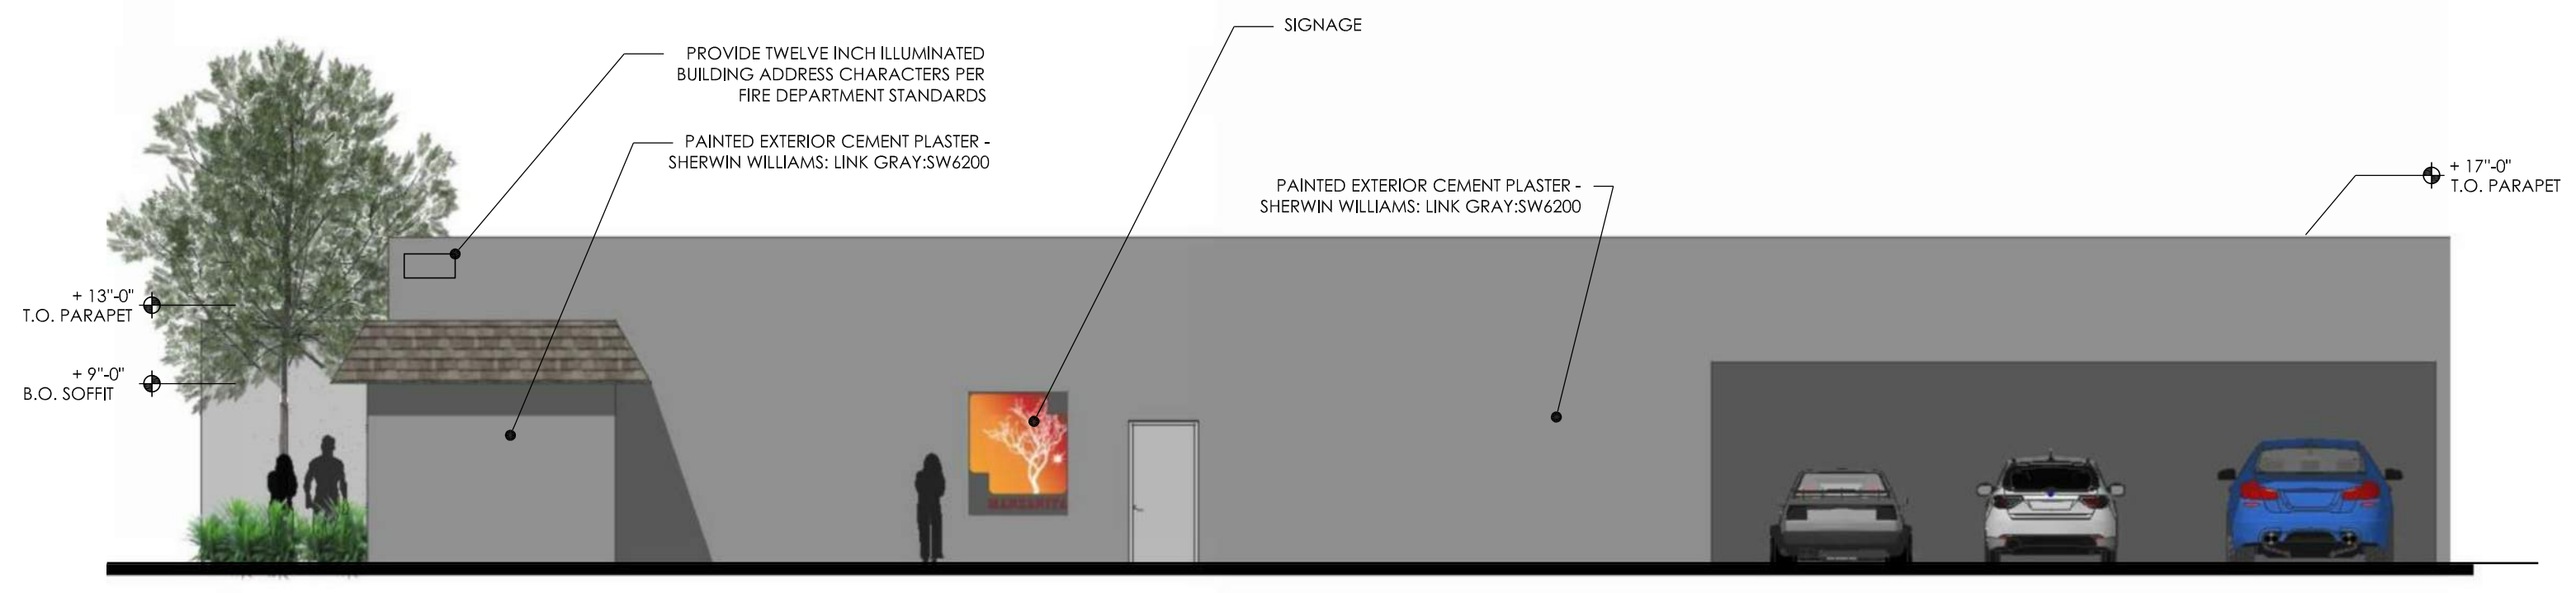 SIGNAGE
PROVIDE TWELVE INCH ILLUMINATED
BUILDING ADDRESS CHARACTERS PER
FIRE DEPARTMENT STANDARDS
PAINTED EXTERIOR CEMENT PLASTER -
SHERWIN WILLIAMS: LINK GRAY:SW6200
PAINTED EXTERIOR CEMENT PLASTER -
SHERWIN WILLIAMS: LINK GRAY:SW6200
+ 17"-0"
T.O. PARAPET
+ 13"-0"
T.O. PARAPET
+ 9"-0"
B.O. SOFFIT